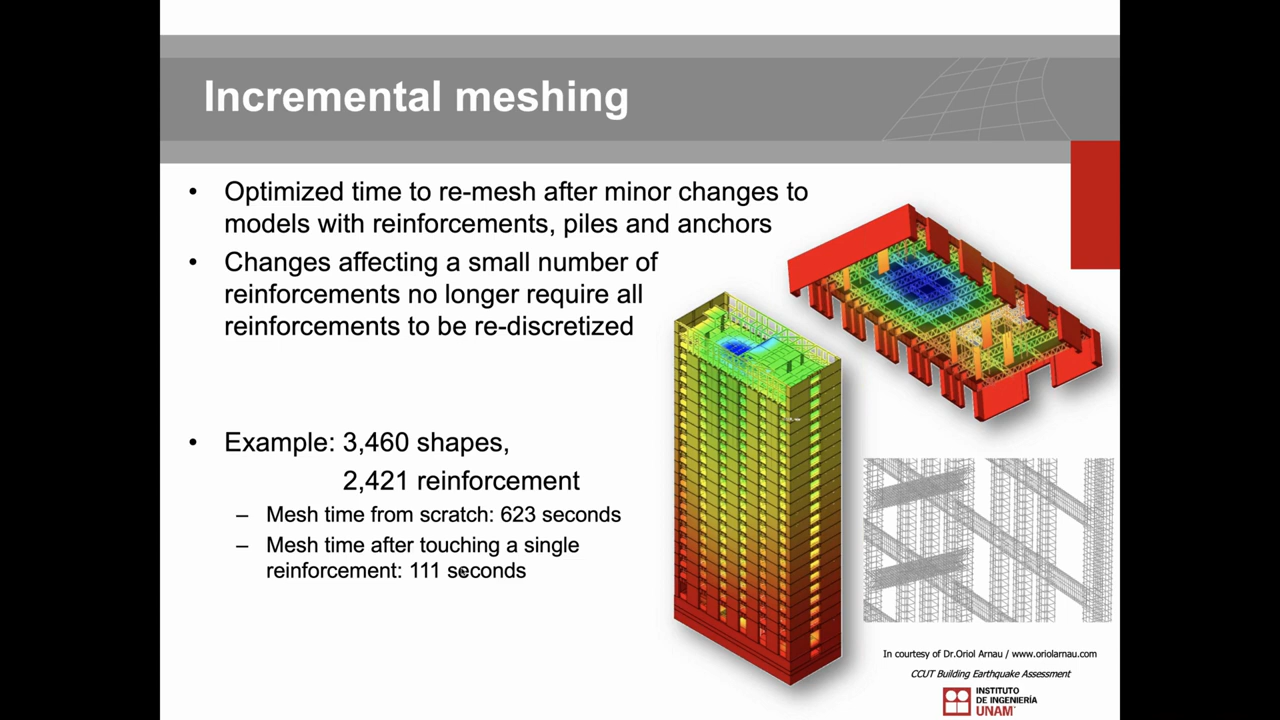 Incremental meshing
• Optimized time to re-mesh after minor changes to
models with reinforcements, piles and anchors
• Changes affecting a small number of
reinforcements no longer require all
reinforcements to be re-discretized
• Example: 3,460 shapes,
2,421 reinforcement
– Mesh time from scratch: 623 seconds
– Mesh time after touching a single
reinforcement: 111 seconds
In courtesy of Dr.Oriol Arnau / www.oriolarnau.com
CCUT Building Earthquake Assessment
INSTITUTO
DE INGENIERÍA
UNAM